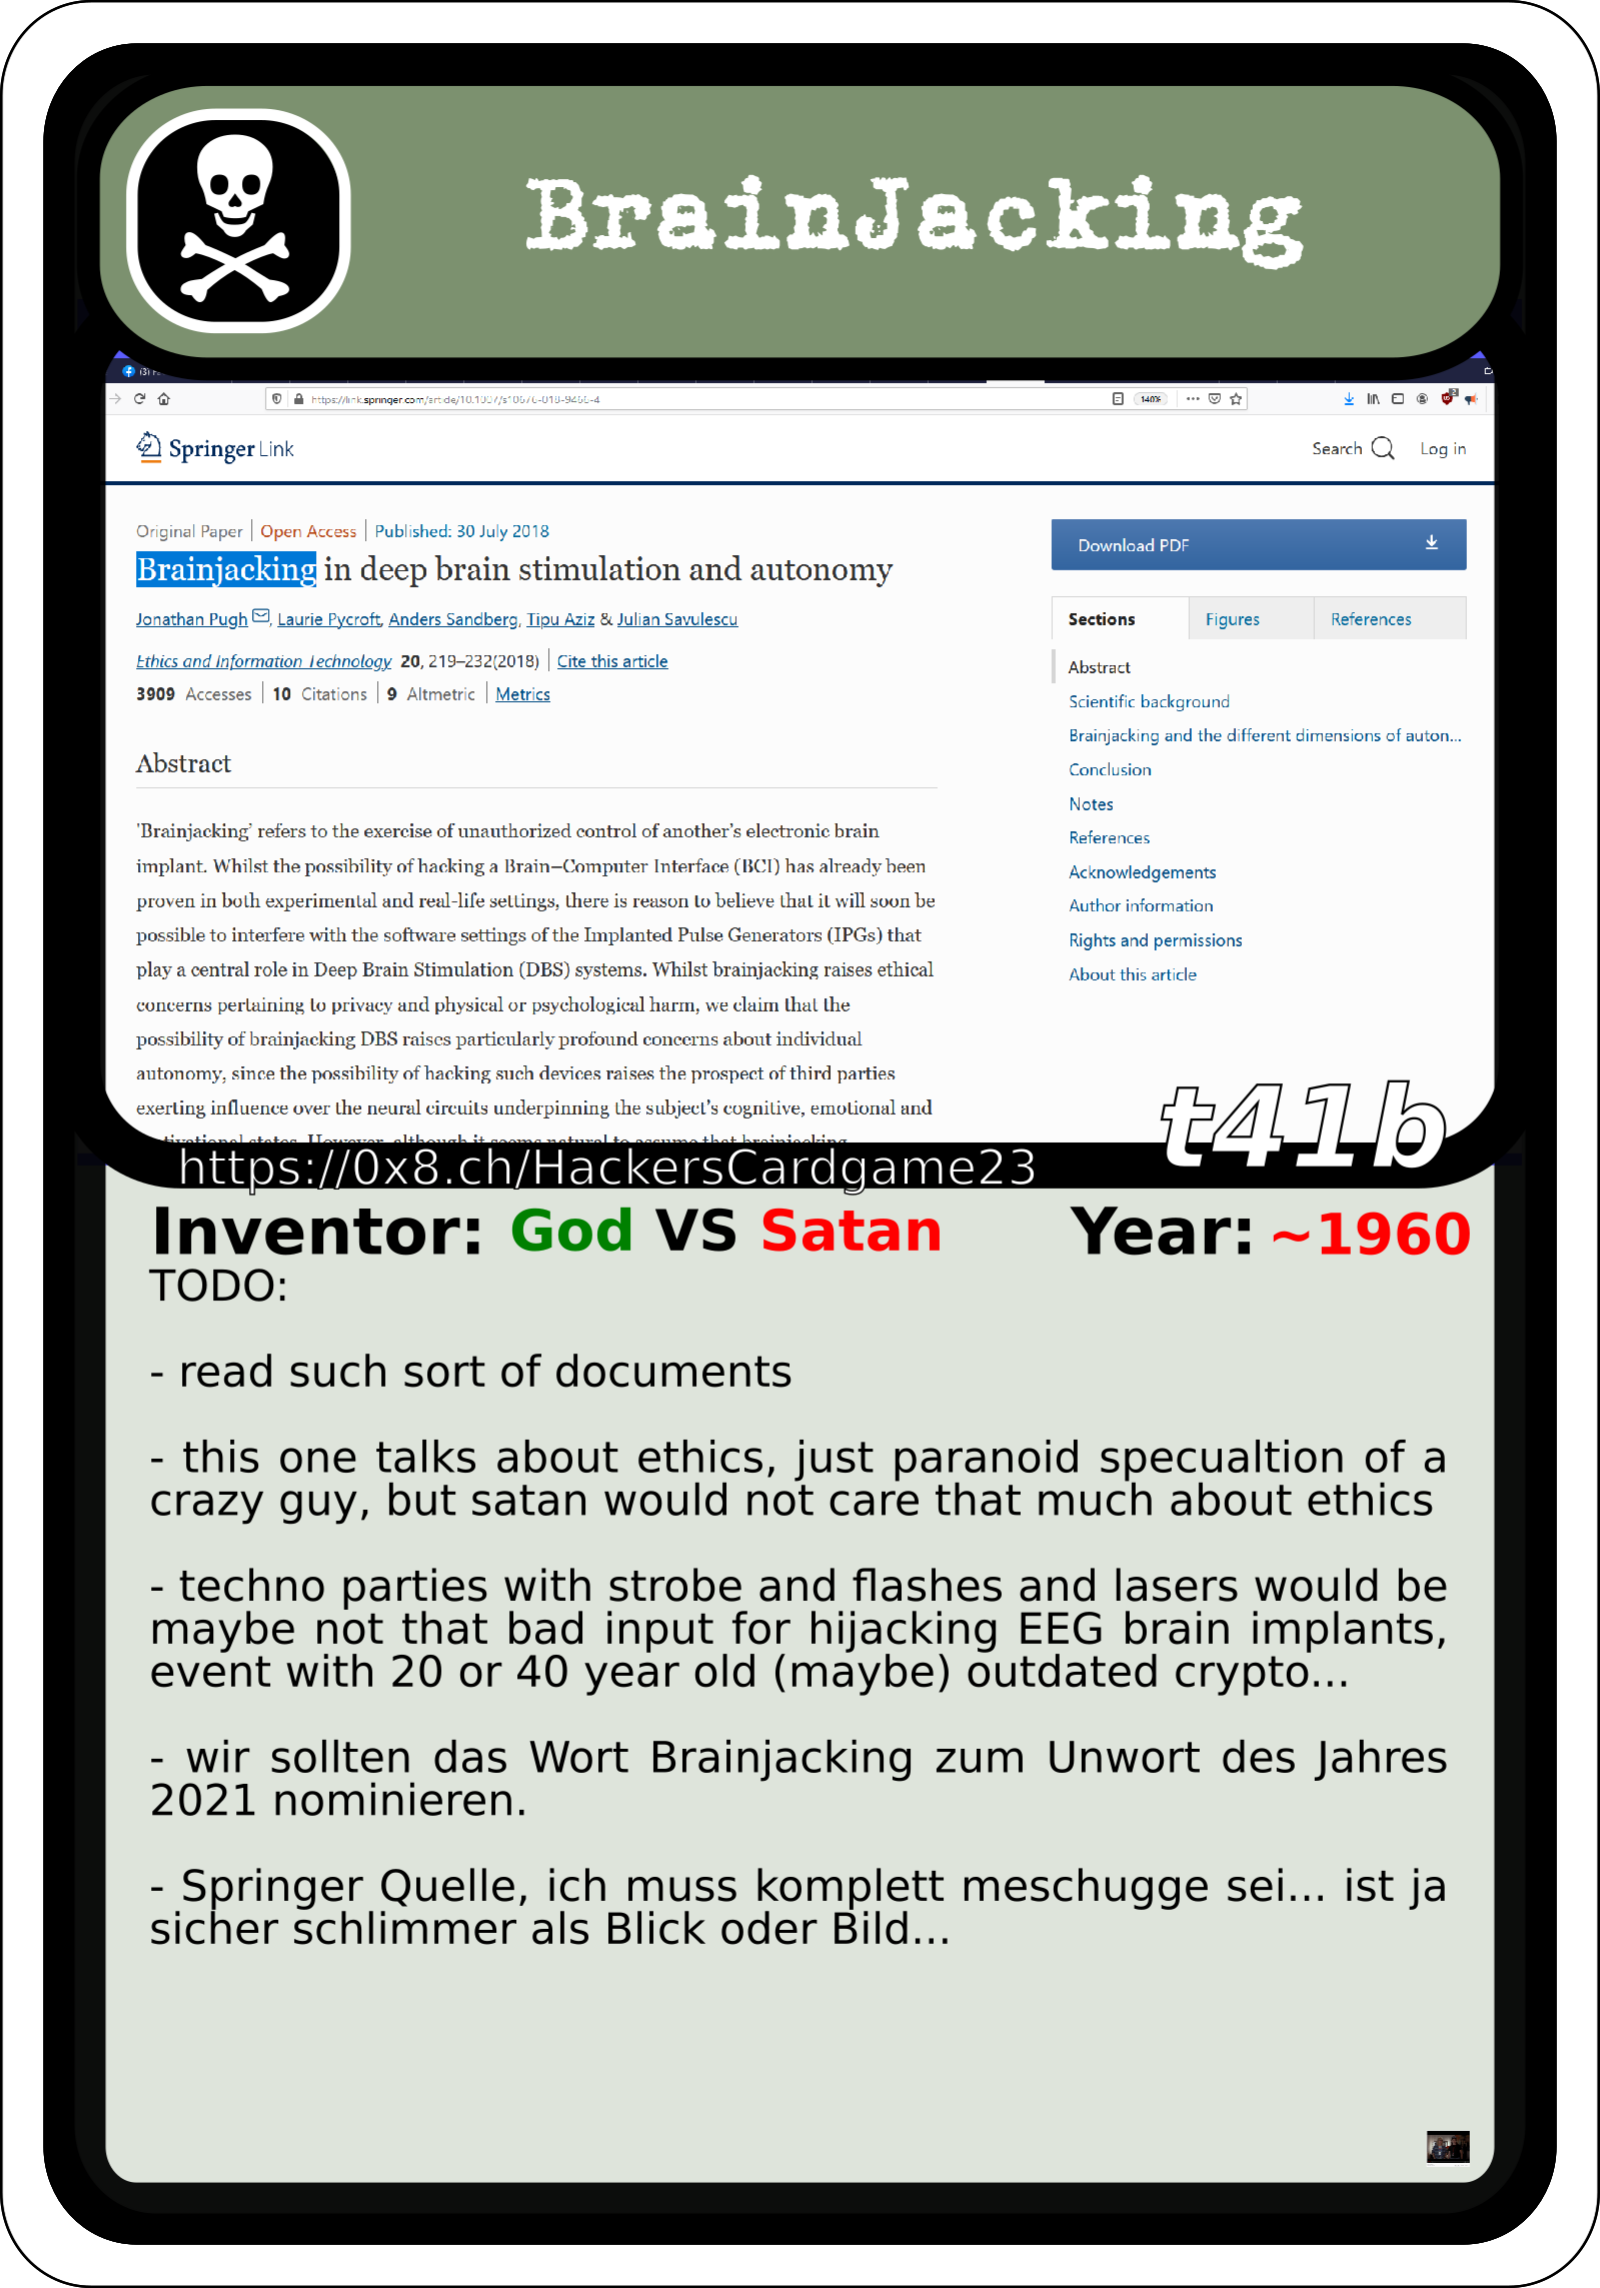 BrainJacking
https://link.springer.com/article/10.1007/s10676-018-9466-4
140%
Springer Link
Search
Log in
Original Paper | Open Access | Published: 30 July 2018
Brainjacking in deep brain stimulation and autonomy
Jonathan Pugh, Laurie Pycroft, Anders Sandberg, Tipu Aziz & Julian Savulescu
Ethics and Information Technology 20, 219–232(2018) | Cite this article
3909 Accesses | 10 Citations | 9 Altmetric | Metrics
Abstract
'Brainjacking' refers to the exercise of unauthorized control of another's electronic brain
implant. Whilst the possibility of hacking a Brain–Computer Interface (BCI) has already been
proven in both experimental and real-life settings, there is reason to believe that it will soon be
possible to interfere with the software settings of the Implanted Pulse Generators (IPGs) that
play a central role in Deep Brain Stimulation (DBS) systems. Whilst brainjacking raises ethical
concerns pertaining to privacy and physical or psychological harm, we claim that the
possibility of brainjacking DBS raises particularly profound concerns about individual
autonomy, since the possibility of hacking such devices raises the prospect of third parties
exerting influence over the neural circuits underpinning the subject's cognitive, emotional and
states. However, although it seems natural to assume that brainjacking
Download PDF
Sections
Figures
References
Abstract
Scientific background
Brainjacking and the different dimensions of auton...
Conclusion
Notes
References
Acknowledgements
Author information
Rights and permissions
About this article
t41b
https://0x8.ch/HackersCardgame23
Inventor: God VS Satan Year: ~1960
TODO:
- read such sort of documents
- this one talks about ethics, just paranoid specualtion of a
crazy guy, but satan would not care that much about ethics
- techno parties with strobe and flashes and lasers would be
maybe not that bad input for hijacking EEG brain implants,
event with 20 or 40 year old (maybe) outdated crypto...
- wir sollten das Wort Brainjacking zum Unwort des Jahres
2021 nominieren.
- Springer Quelle, ich muss komplett meschugge sei... ist ja
sicher schlimmer als Blick oder Bild...